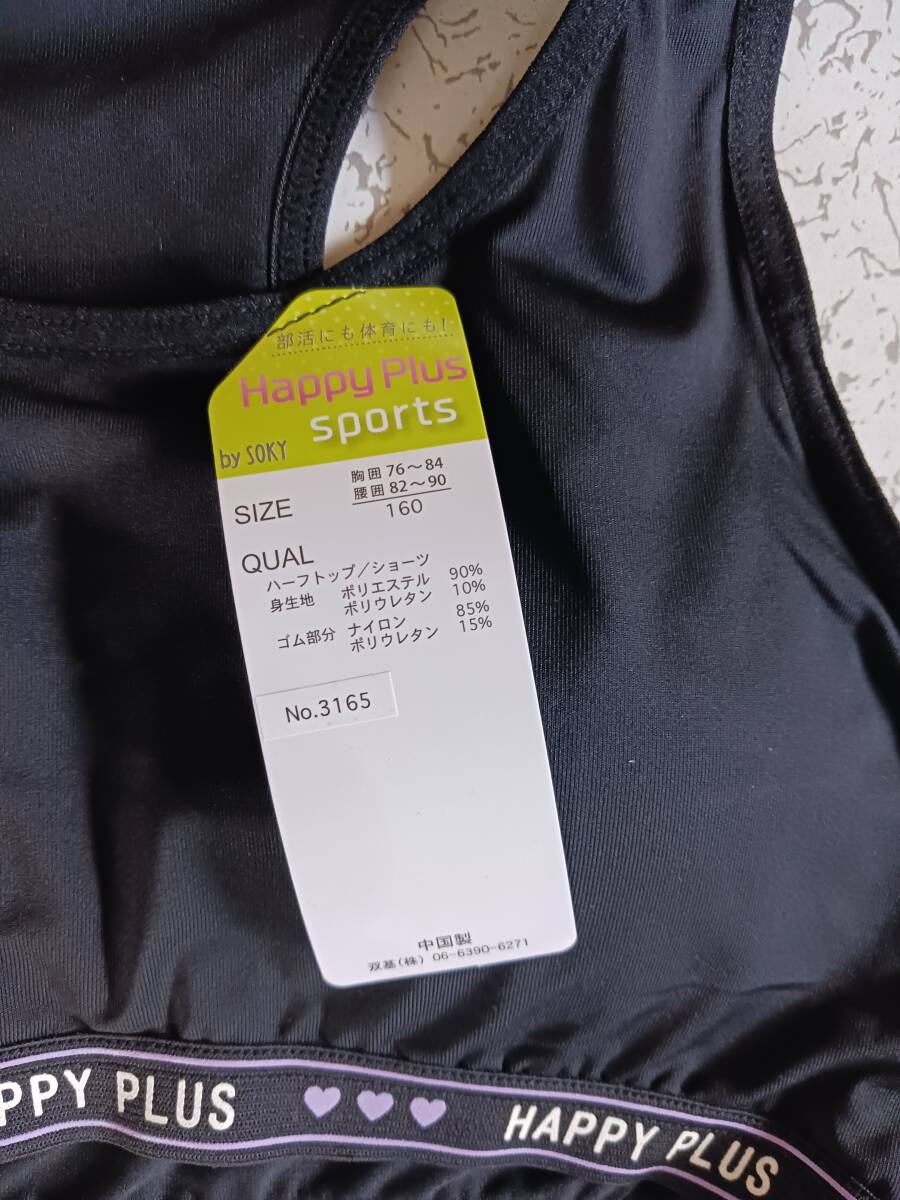 部活にも体育にも!
Happy Plus
sports
by SOKY
SIZE
胸囲 76〜84
腰囲 82〜90
160
QUAL
ハーフトップ/ショーツ
身生地 ポリエステル 90%
ポリウレタン 10%
ゴム部分 ナイロン 85%
ポリウレタン 15%
No.3165
中国製
双基(株) 06-6390-6271
PPY PLUS HAPPY PLUS